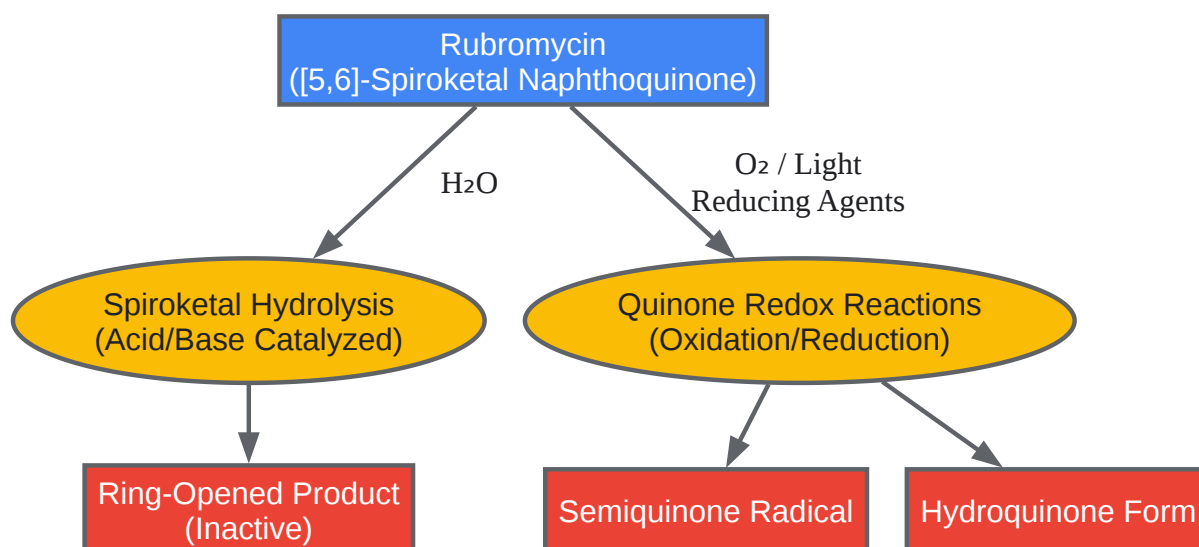 Rubromycin
([5,6]-Spiroketal Naphthoquinone)
H₂O
O₂ / Light
Reducing Agents
Spiroketal Hydrolysis
(Acid/Base Catalyzed)
Quinone Redox Reactions
(Oxidation/Reduction)
Ring-Opened Product
(Inactive)
Semiquinone Radical
Hydroquinone Form